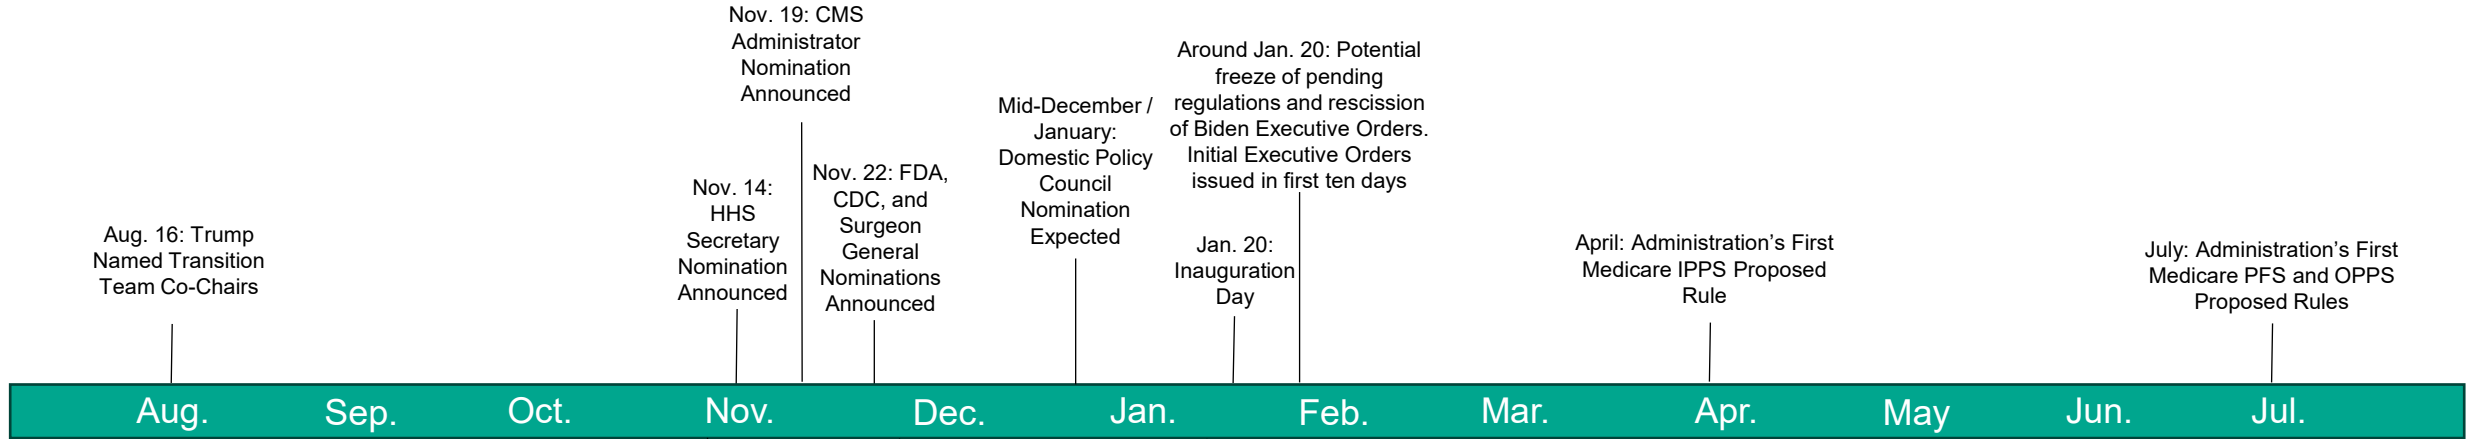 Aug. 16: Trump
Named Transition
Team Co-Chairs
Nov. 14:
HHS
Secretary
Nomination
Announced
Nov. 19: CMS
Administrator
Nomination
Announced
Nov. 22: FDA,
CDC, and
Surgeon
General
Nominations
Announced
Mid-December /
January:
Domestic Policy
Council
Nomination
Expected
Jan. 20:
Inauguration
Day
Around Jan. 20: Potential
freeze of pending
regulations and rescission
of Biden Executive Orders.
Initial Executive Orders
issued in first ten days
April: Administration’s First
Medicare IPPS Proposed
Rule
July: Administration’s First
Medicare PFS and OPPS
Proposed Rules
Aug. Sep. Oct. Nov. Dec. Jan. Feb. Mar. Apr. May Jun. Jul.